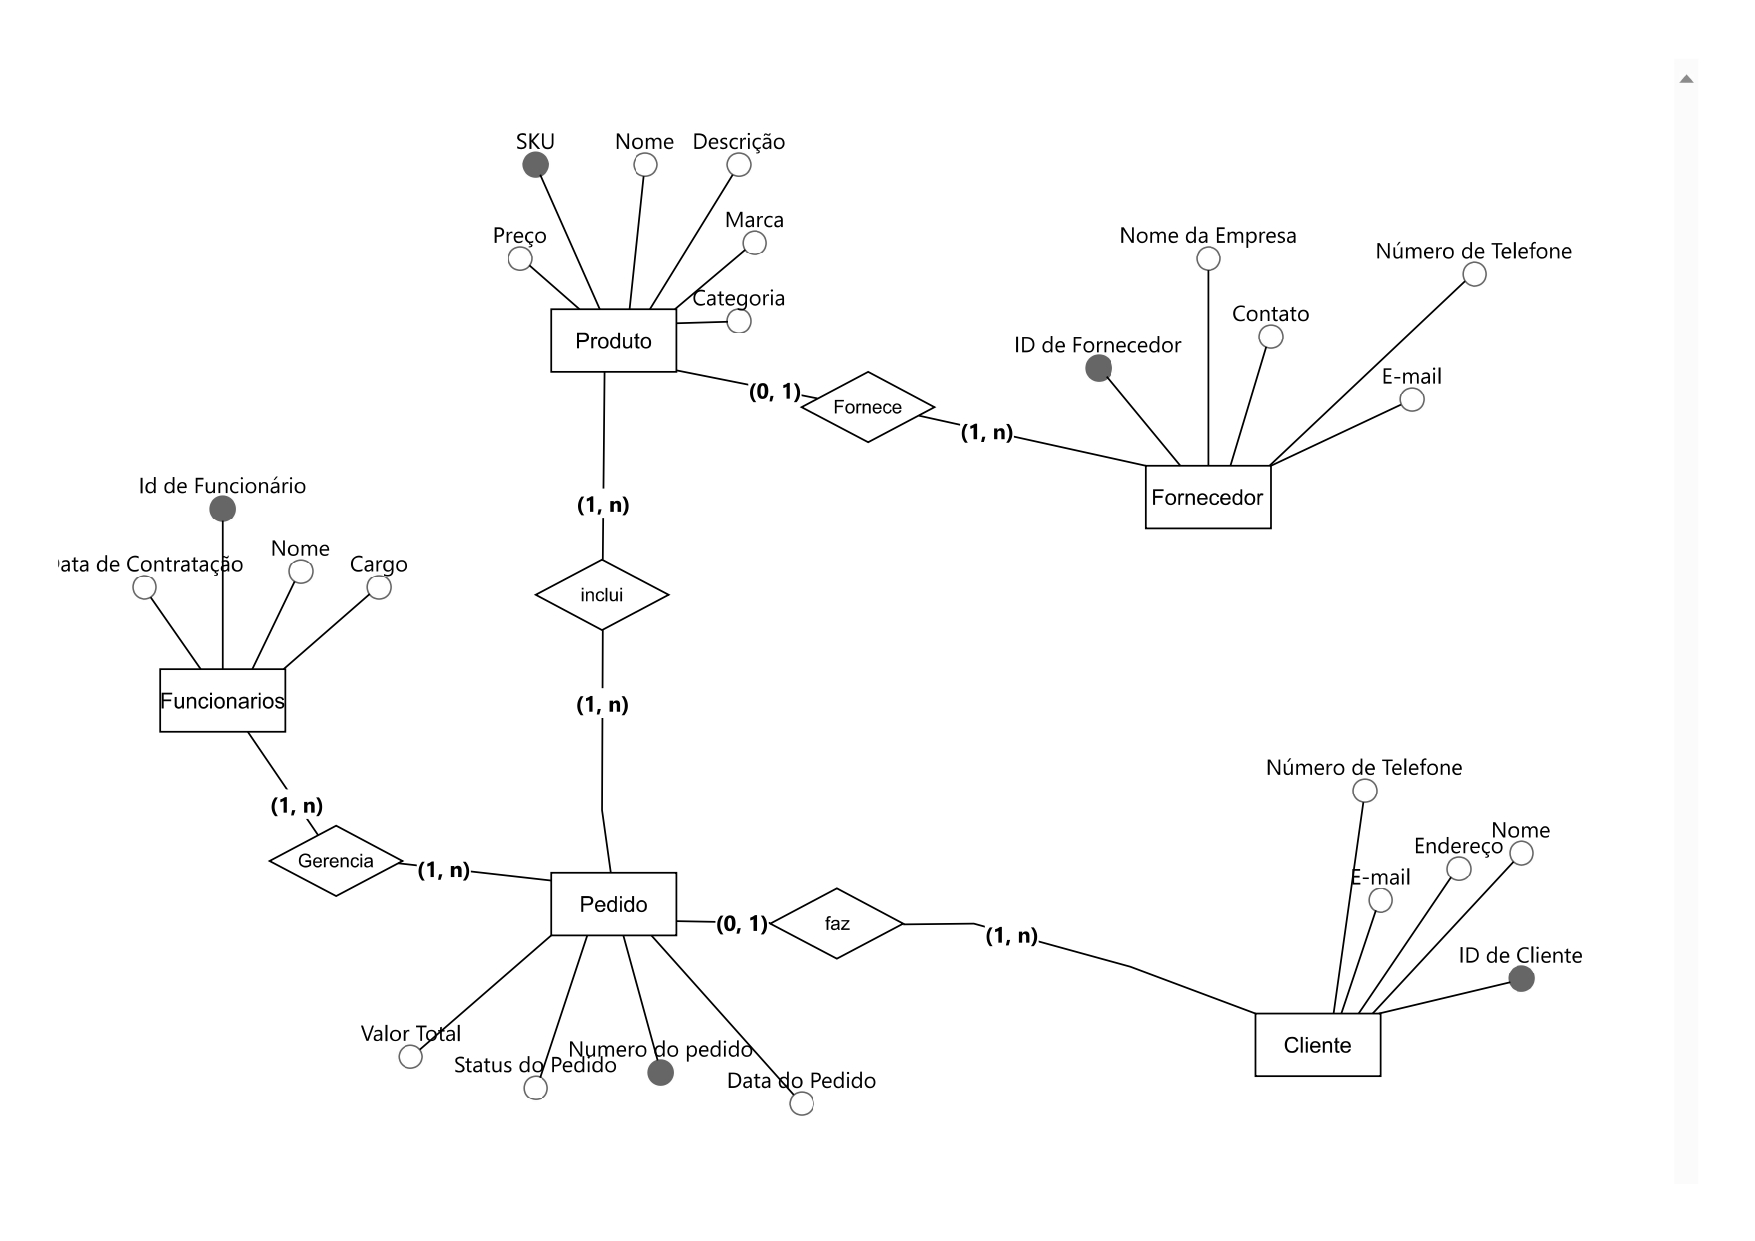 SKU
Nome
Descrição
Preço
Marca
Categoria
Produto
Nome da Empresa
Número de Telefone
Contato
ID de Fornecedor
E-mail
Fornecedor
(0, 1)
Fornece
(1, n)
(1, n)
inclui
(1, n)
Id de Funcionário
ata de Contratação
Nome
Cargo
Funcionarios
(1, n)
Gerencia
(1, n)
Pedido
(0, 1)
faz
(1, n)
Valor Total
Status do Pedido
Numero do pedido
Data do Pedido
Número de Telefone
Nome
Endereço
E-mail
ID de Cliente
Cliente